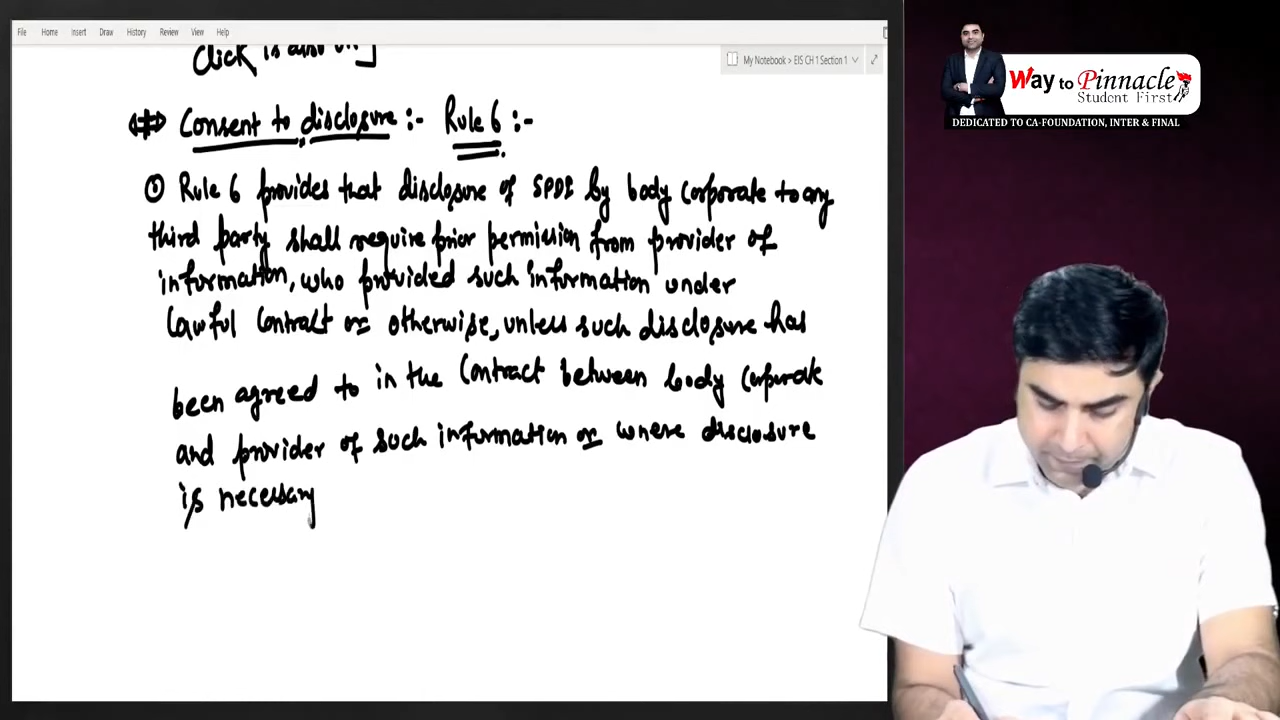 File Home Insert Draw History Review View Help
Click is also on]
My Notebook > EIS CH 1 Section 1
Consent to disclosure :- Rule 6 :-
Rule 6 provides that disclosure of SPDI by body corporate to any
third party shall require prior permission from provider of
information, who provided such information under
lawful contract or otherwise, unless such disclosure has
been agreed to in the contract between body corporate
and provider of such information or where disclosure
is necessary
Way to Pinnacle
Student First
DEDICATED TO CA-FOUNDATION, INTER & FINAL